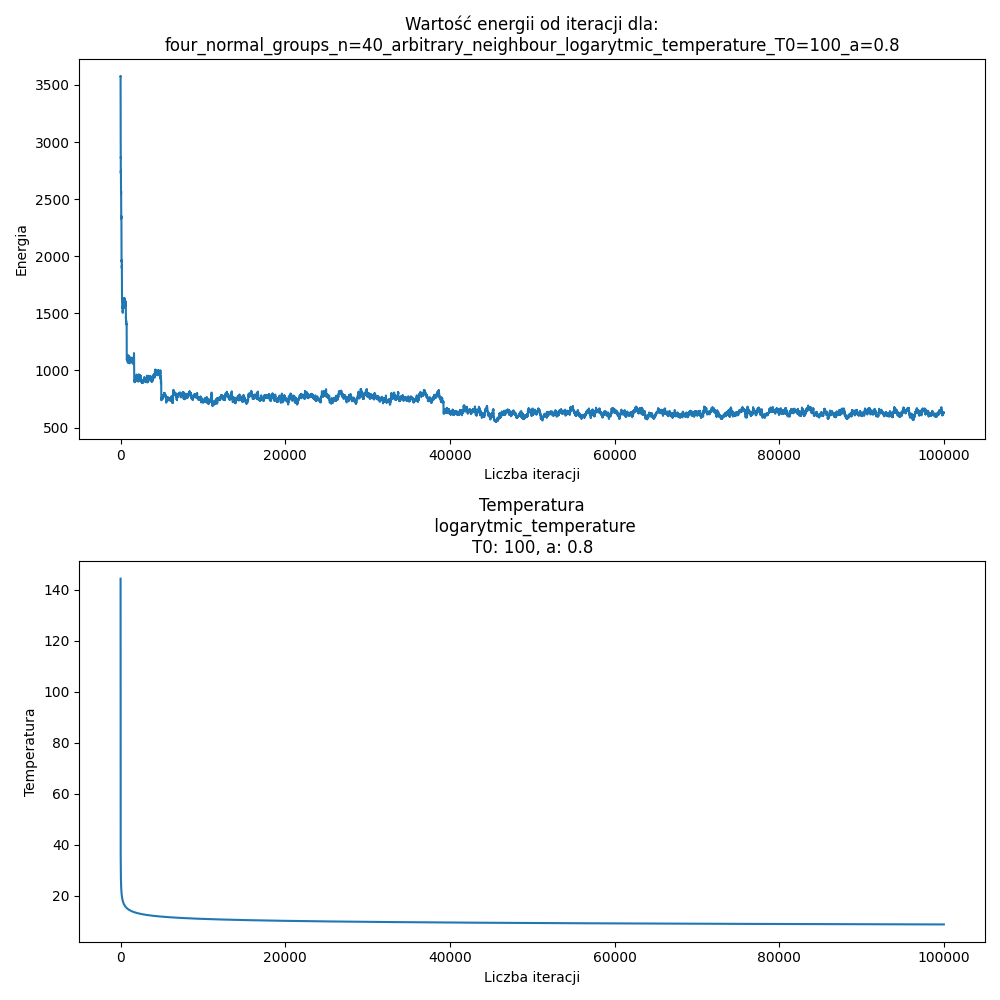 Wartość energii od iteracji dla:
four_normal_groups_n=40_arbitrary_neighbour_logarytmic_temperature_T0=100_a=0.8
3500
3000
2500
2000
1500
1000
500
Energia
0 20000 40000 60000 80000 100000
Liczba iteracji
Temperatura
logarytmic_temperature
T0: 100, a: 0.8
140
120
100
80
60
40
20
Temperatura
0 20000 40000 60000 80000 100000
Liczba iteracji